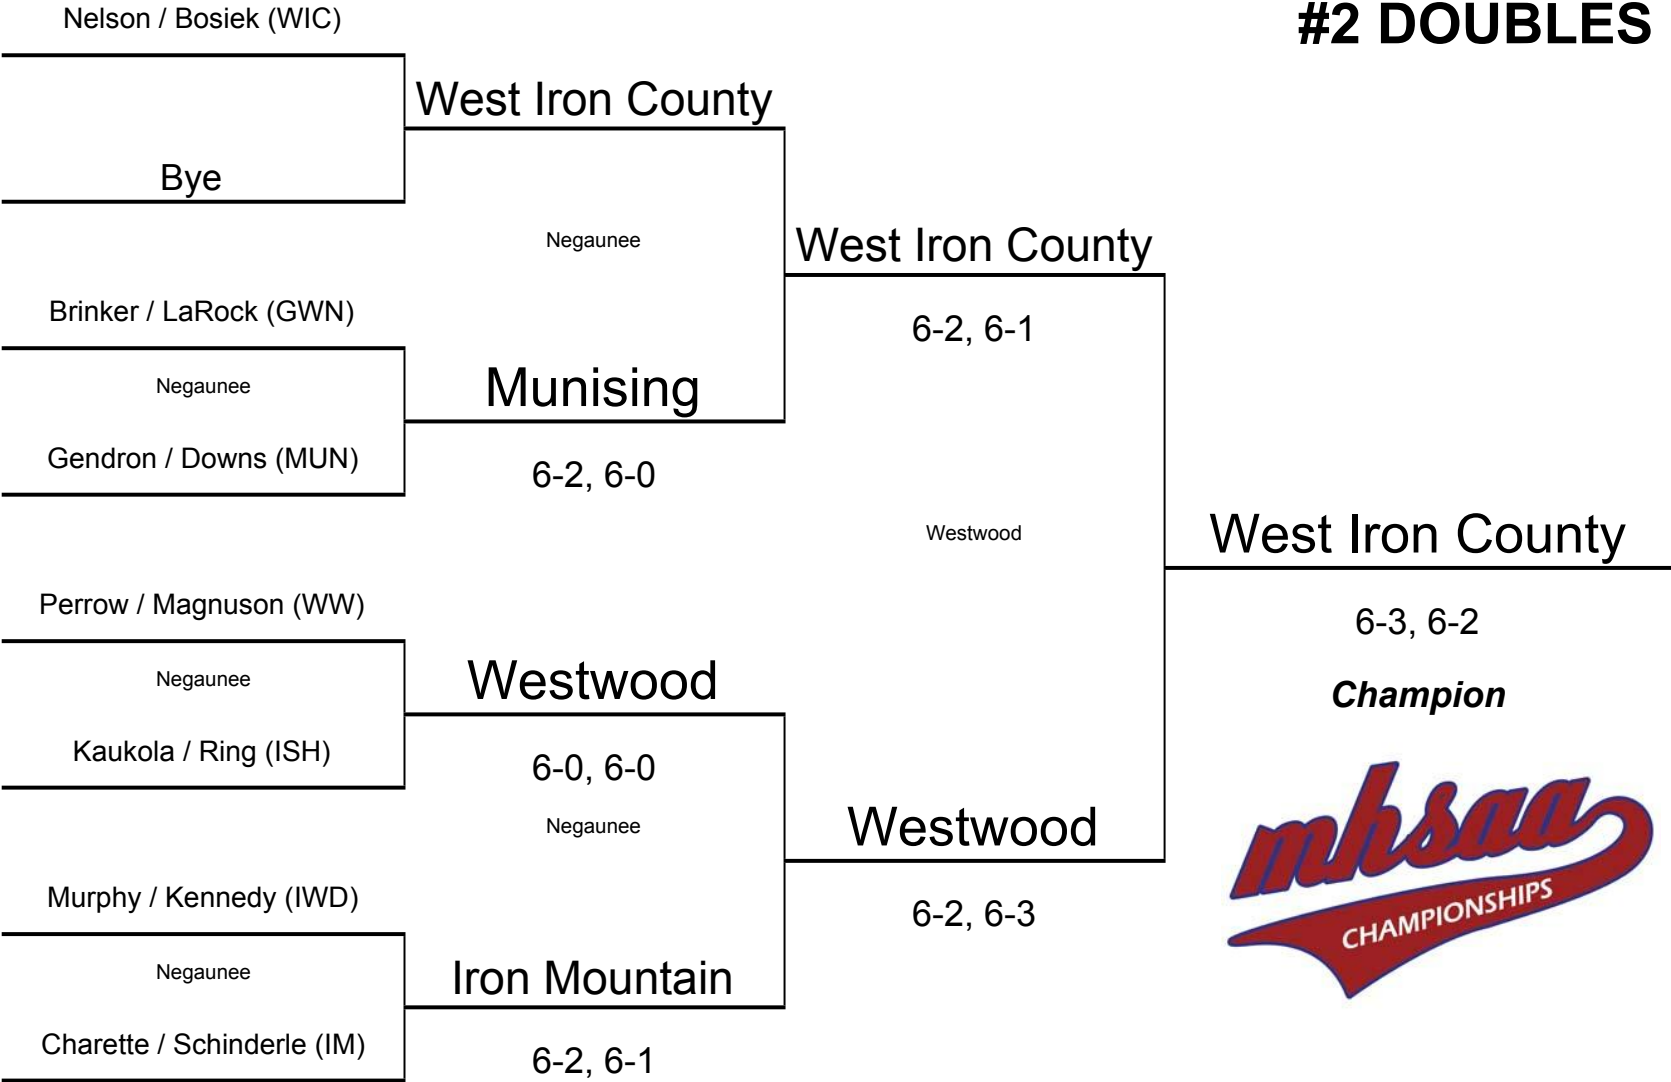 #2 DOUBLES
Nelson / Bosiek (WIC)
West Iron County
Bye
Negaunee
West Iron County
Brinker / LaRock (GWN)
6-2, 6-1
Negaunee
Munising
Gendron / Downs (MUN)
6-2, 6-0
Westwood
West Iron County
Perrow / Magnuson (WW)
6-3, 6-2
Negaunee
Westwood
Champion
Kaukola / Ring (ISH)
6-0, 6-0
Negaunee
Westwood
mhsaa
CHAMPIONSHIPS
Murphy / Kennedy (IWD)
6-2, 6-3
Negaunee
Iron Mountain
Charette / Schinderle (IM)
6-2, 6-1